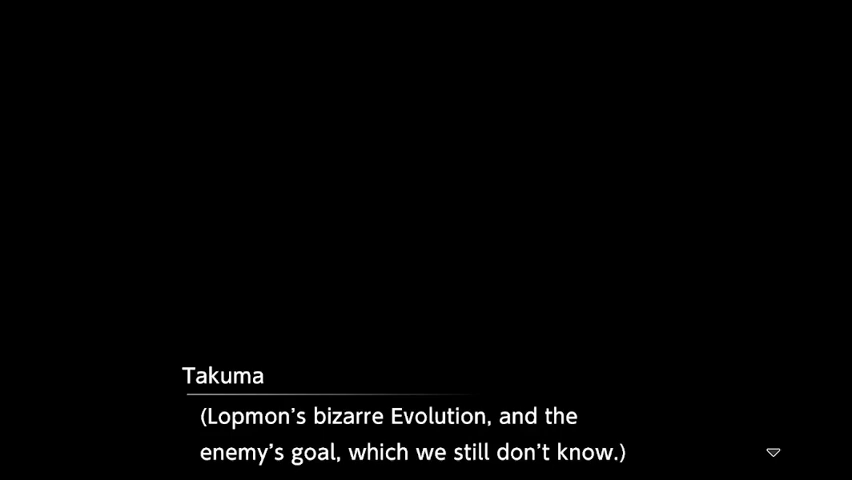 Takuma
(Lopmon's bizarre Evolution, and the
enemy's goal, which we still don't know.)